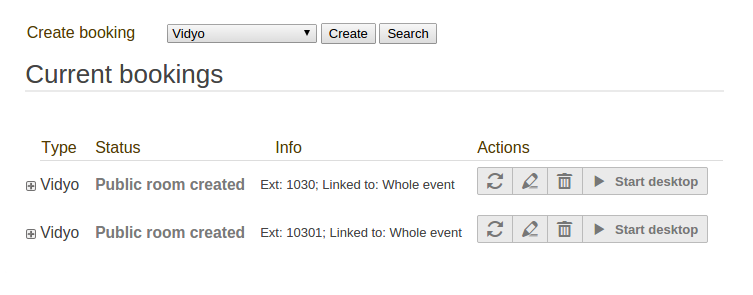 Create booking Vidyo Create Search
Current bookings
Type Status Info Actions
Vidyo Public room created Ext: 1030; Linked to: Whole event Start desktop
Vidyo Public room created Ext: 10301; Linked to: Whole event Start desktop